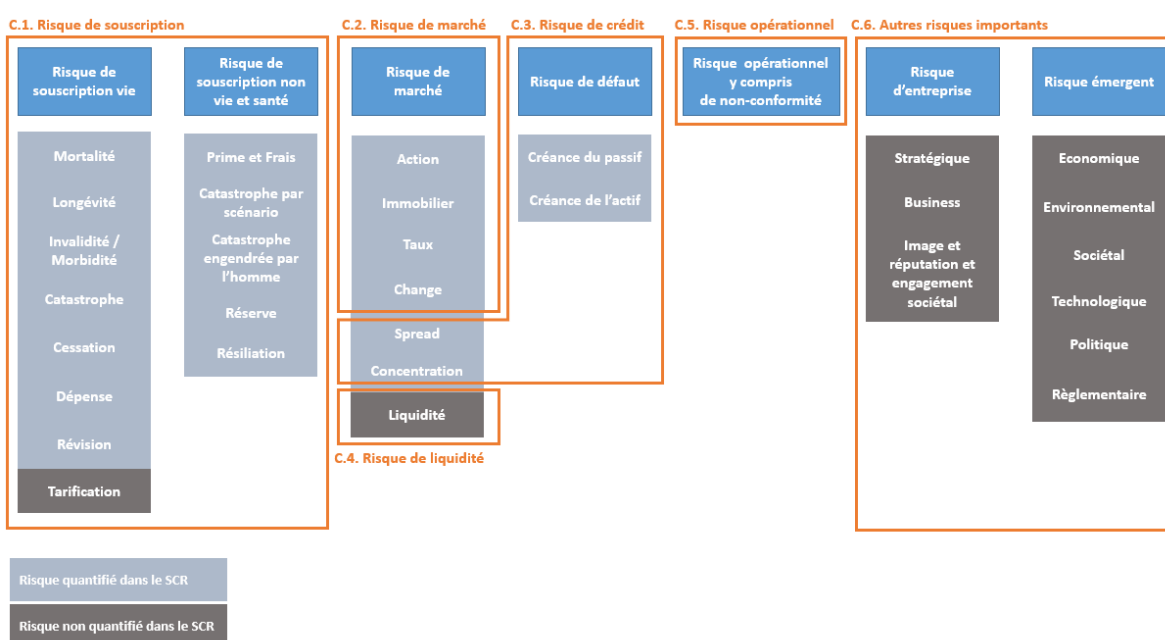 C.1. Risque de souscription
C.2. Risque de marché
C.3. Risque de crédit
C.5. Risque opérationnel
C.6. Autres risques importants
Risque de
souscription vie
Risque de
souscription non
vie et santé
Risque de
marché
Risque de défaut
Risque opérationnel
y compris
de non-conformité
Risque
d'entreprise
Risque émergent
Mortalité
Longévité
Invalidité /
Morbidité
Catastrophe
Cessation
Dépense
Révision
Tarification
Prime et Frais
Catastrophe par
scénario
Catastrophe
engendrée par
l'homme
Réserve
Résiliation
Action
Immobilier
Taux
Change
Spread
Concentration
Liquidité
C.4. Risque de liquidité
Créance du passif
Créance de l'actif
Stratégique
Business
Image et
réputation et
engagement
sociétal
Economique
Environnemental
Sociétal
Technologique
Politique
Règlementaire
Risque quantifié dans le SCR
Risque non quantifié dans le SCR